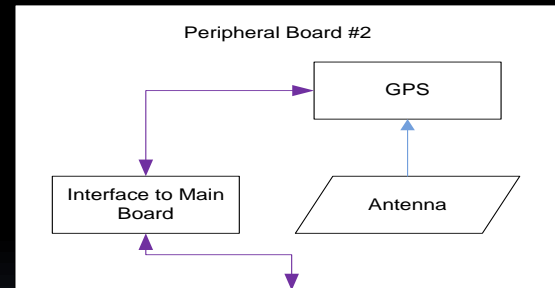 Peripheral Board #2
GPS
Interface to Main
Board
Antenna